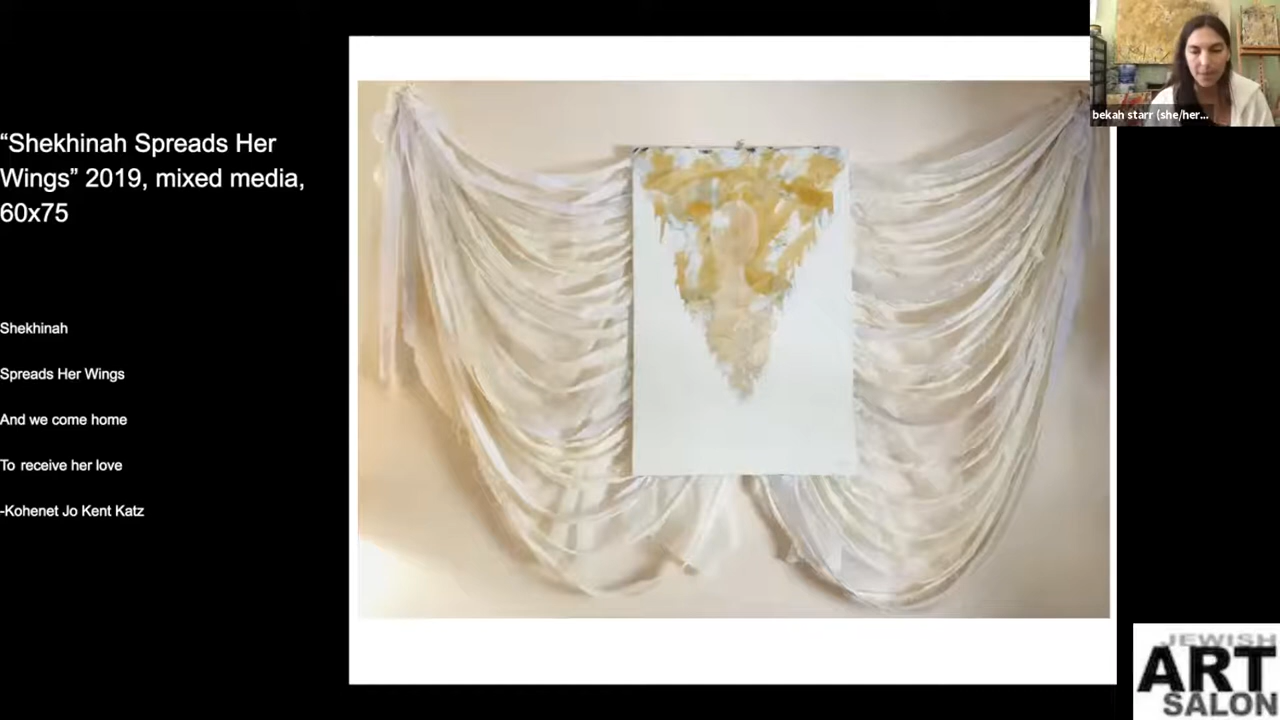 “Shekhinah Spreads Her
Wings” 2019, mixed media,
60x75
Shekhinah
Spreads Her Wings
And we come home
To receive her love
-Kohenet Jo Kent Katz
bekah starr (she/her...
JEWISH
ART
SALON